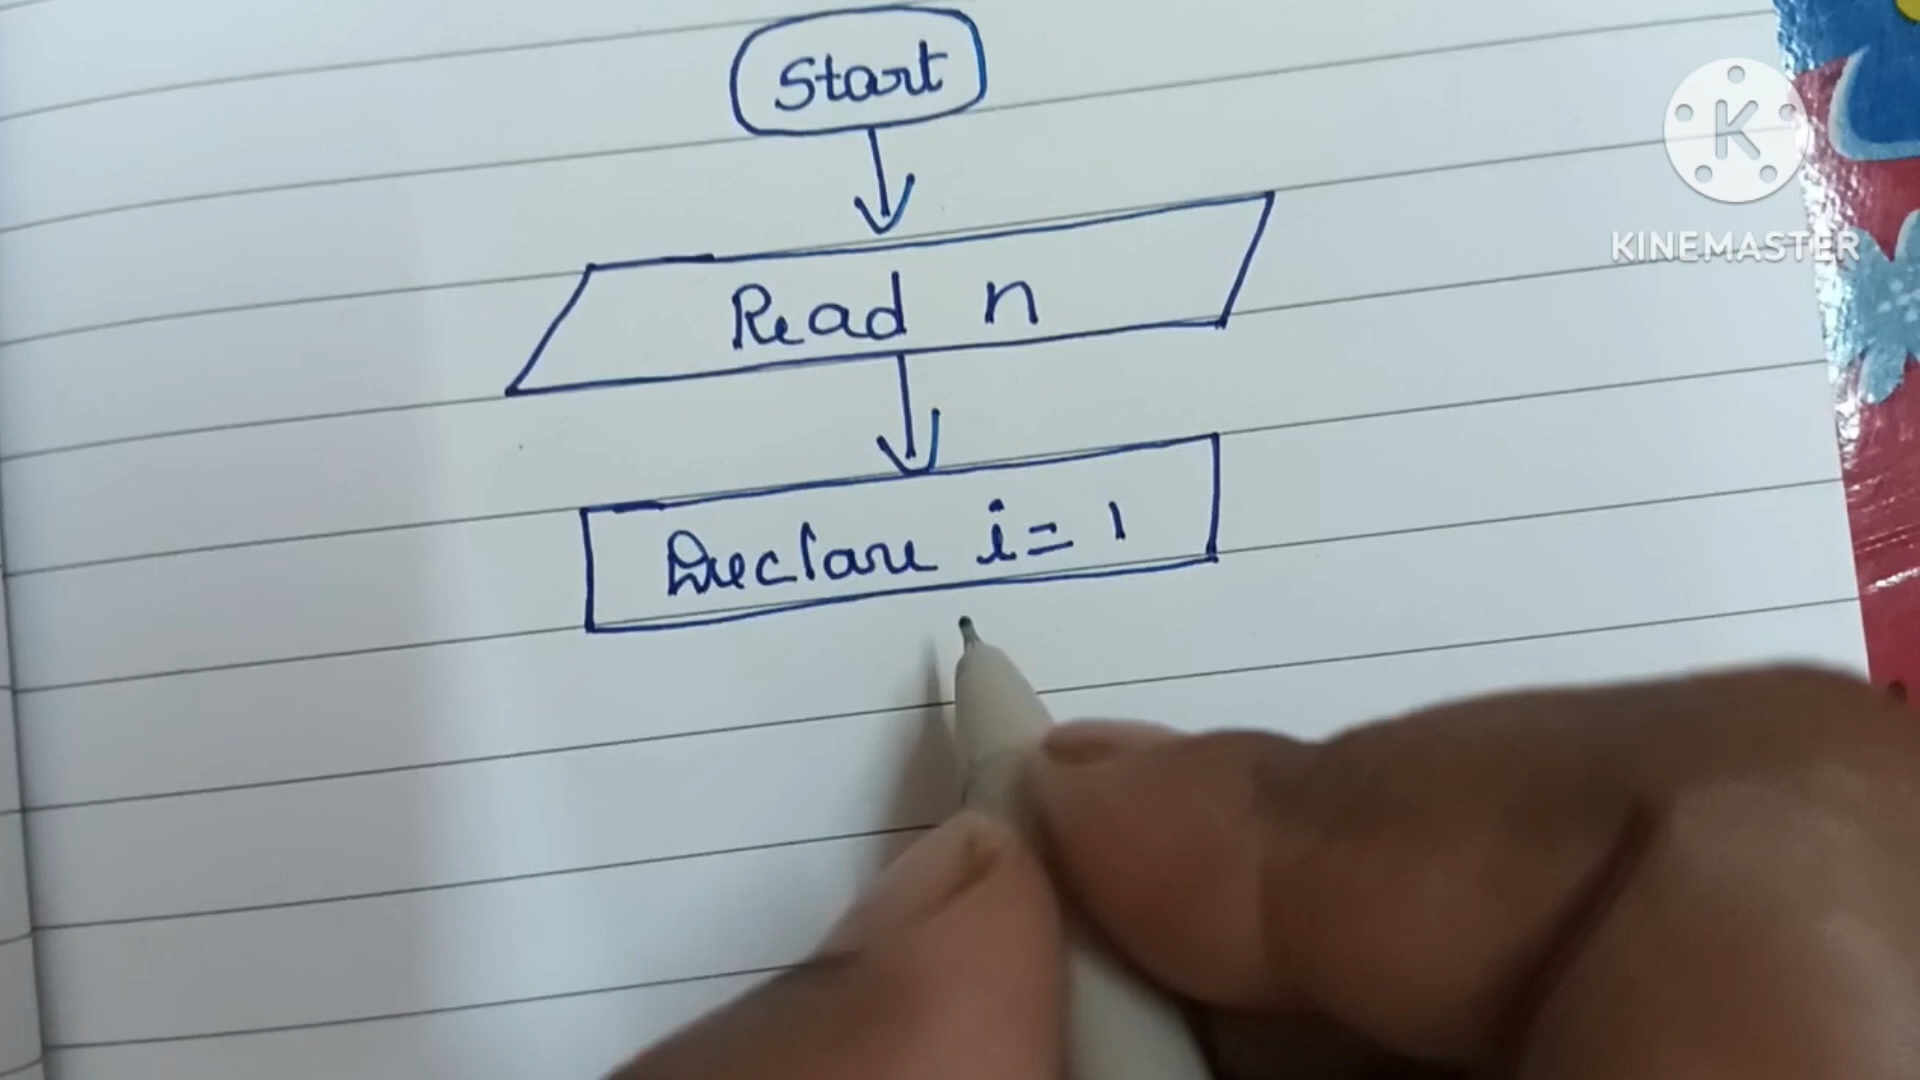 Start
K
KINEMASTER
Read n
Declare i = 1